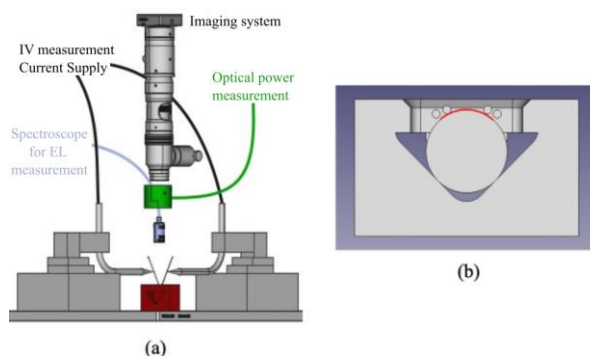 Imaging system
IV measurement
Current Supply
Optical power
measurement
Spectroscope
for EL
measurement
(a)
(b)